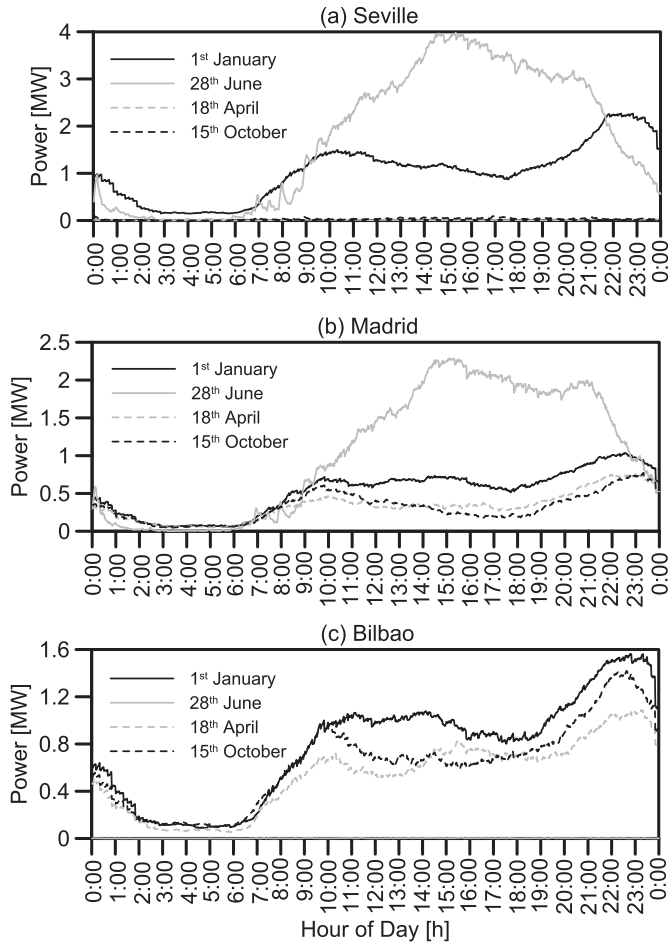 (a) Seville
Power [MW]
4
3
2
1
0
1st January
28th June
18th April
15th October
0:00 1:00 2:00 3:00 4:00 5:00 6:00 7:00 8:00 9:00 10:00 11:00 12:00 13:00 14:00 15:00 16:00 17:00 18:00 19:00 20:00 21:00 22:00 23:00 0:00
(b) Madrid
Power [MW]
2.5
2
1.5
1
0.5
0
1st January
28th June
18th April
15th October
0:00 1:00 2:00 3:00 4:00 5:00 6:00 7:00 8:00 9:00 10:00 11:00 12:00 13:00 14:00 15:00 16:00 17:00 18:00 19:00 20:00 21:00 22:00 23:00 0:00
(c) Bilbao
Power [MW]
1.6
1.2
0.8
0.4
0
1st January
28th June
18th April
15th October
0:00 1:00 2:00 3:00 4:00 5:00 6:00 7:00 8:00 9:00 10:00 11:00 12:00 13:00 14:00 15:00 16:00 17:00 18:00 19:00 20:00 21:00 22:00 23:00 0:00
Hour of Day [h]